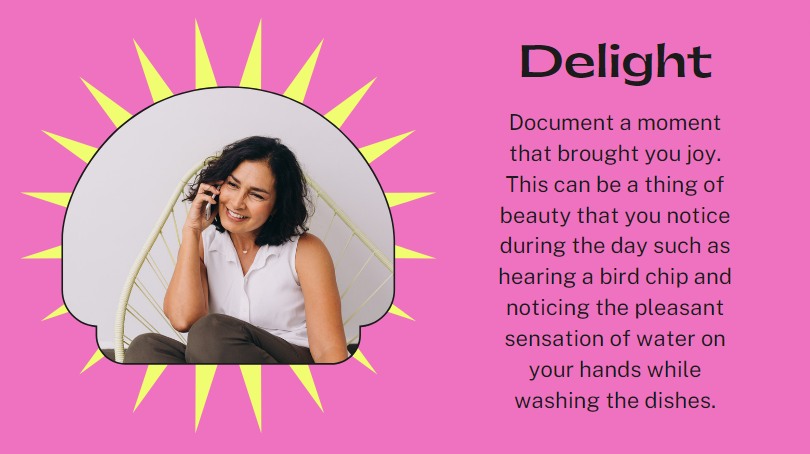 Delight
Document a moment
that brought you joy.
This can be a thing of
beauty that you notice
during the day such as
hearing a bird chip and
noticing the pleasant
sensation of water on
your hands while
washing the dishes.